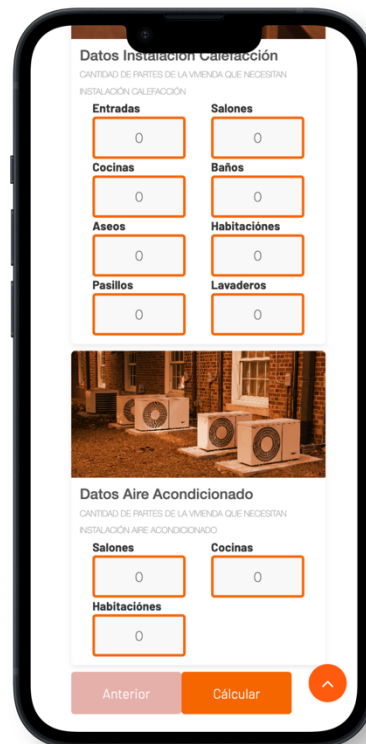 Datos Instalación Calefacción
CANTIDAD DE PARTES DE LA VIVIENDA QUE NECESITAN
INSTALACIÓN CALEFACCIÓN
Entradas Salones
0 0
Cocinas Baños
0 0
Aseos Habitaciónes
0 0
Pasillos Lavaderos
0 0
Datos Aire Acondicionado
CANTIDAD DE PARTES DE LA VIVIENDA QUE NECESITAN
INSTALACIÓN AIRE ACONDICIONADO
Salones Cocinas
0 0
Habitaciónes
0
Anterior Cálcular